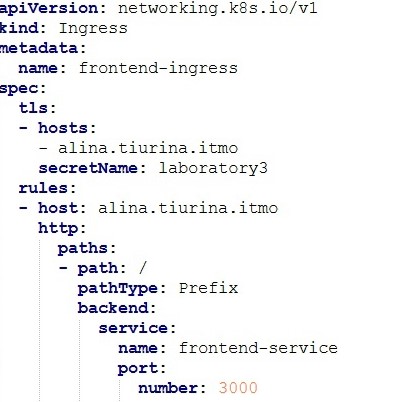 apiVersion: networking.k8s.io/v1
kind: Ingress
metadata:
  name: frontend-ingress
spec:
  tls:
  - hosts:
    - alina.tiurina.itmo
    secretName: laboratory3
  rules:
  - host: alina.tiurina.itmo
    http:
      paths:
      - path: /
        pathType: Prefix
        backend:
          service:
            name: frontend-service
            port:
              number: 3000